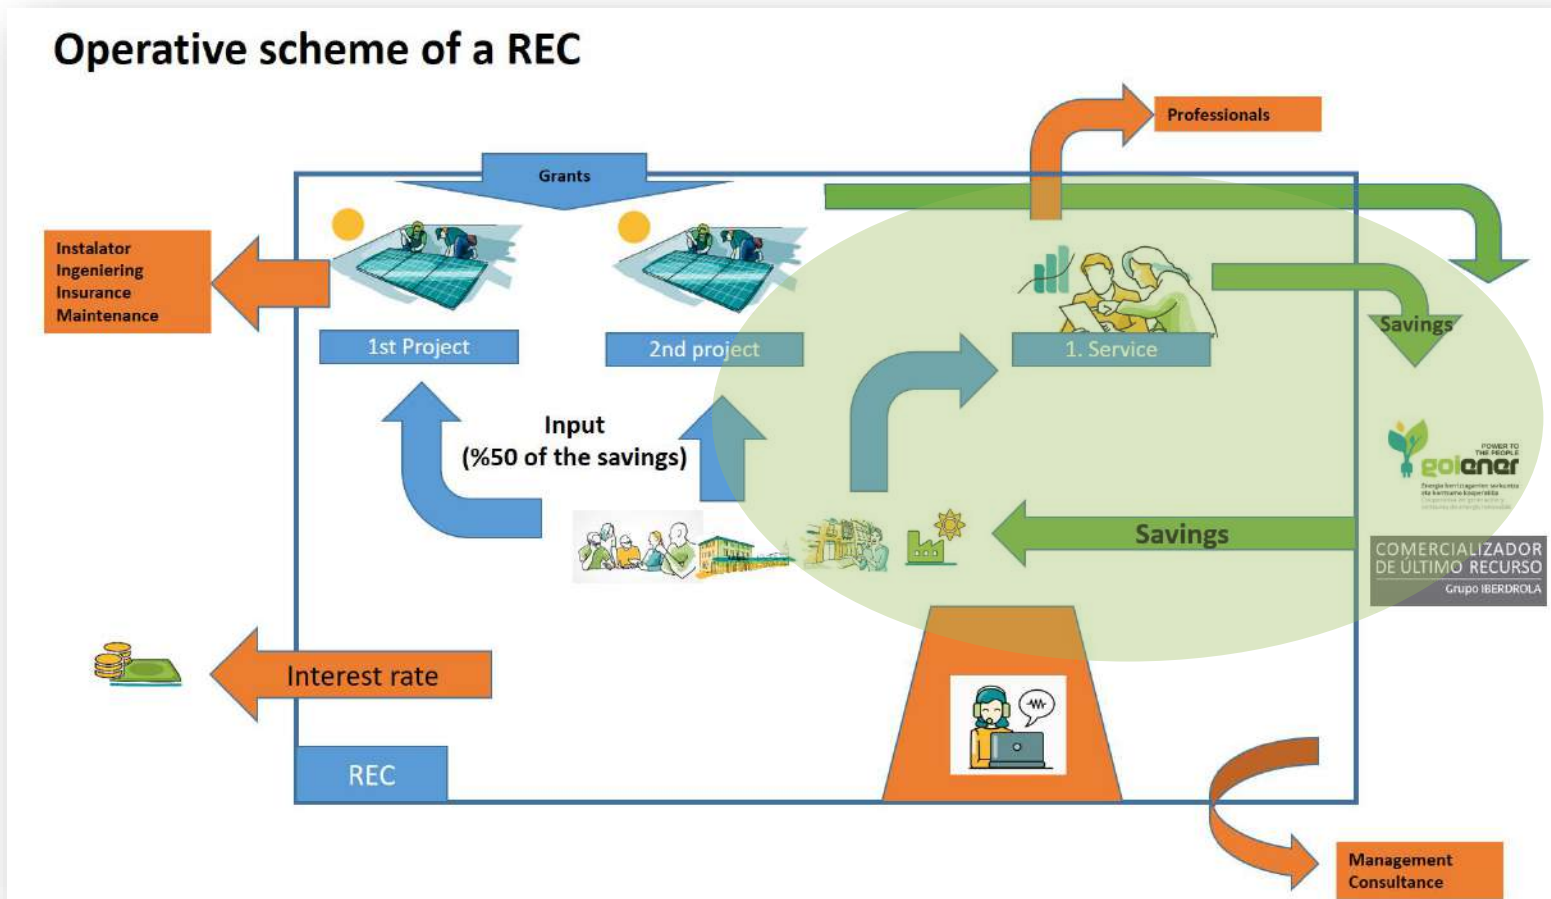 Operative scheme of a REC
Professionals
Grants
Instalator
Ingeniering
Insurance
Maintenance
1st Project
2nd project
1. Service
Savings
Input
(%50 of the savings)
POWER TO
THE PEOPLE
goiener
Savings
COMERCIALIZADOR
DE ÚLTIMO RECURSO
Grupo IBERDROLA
Interest rate
REC
Management
Consultance